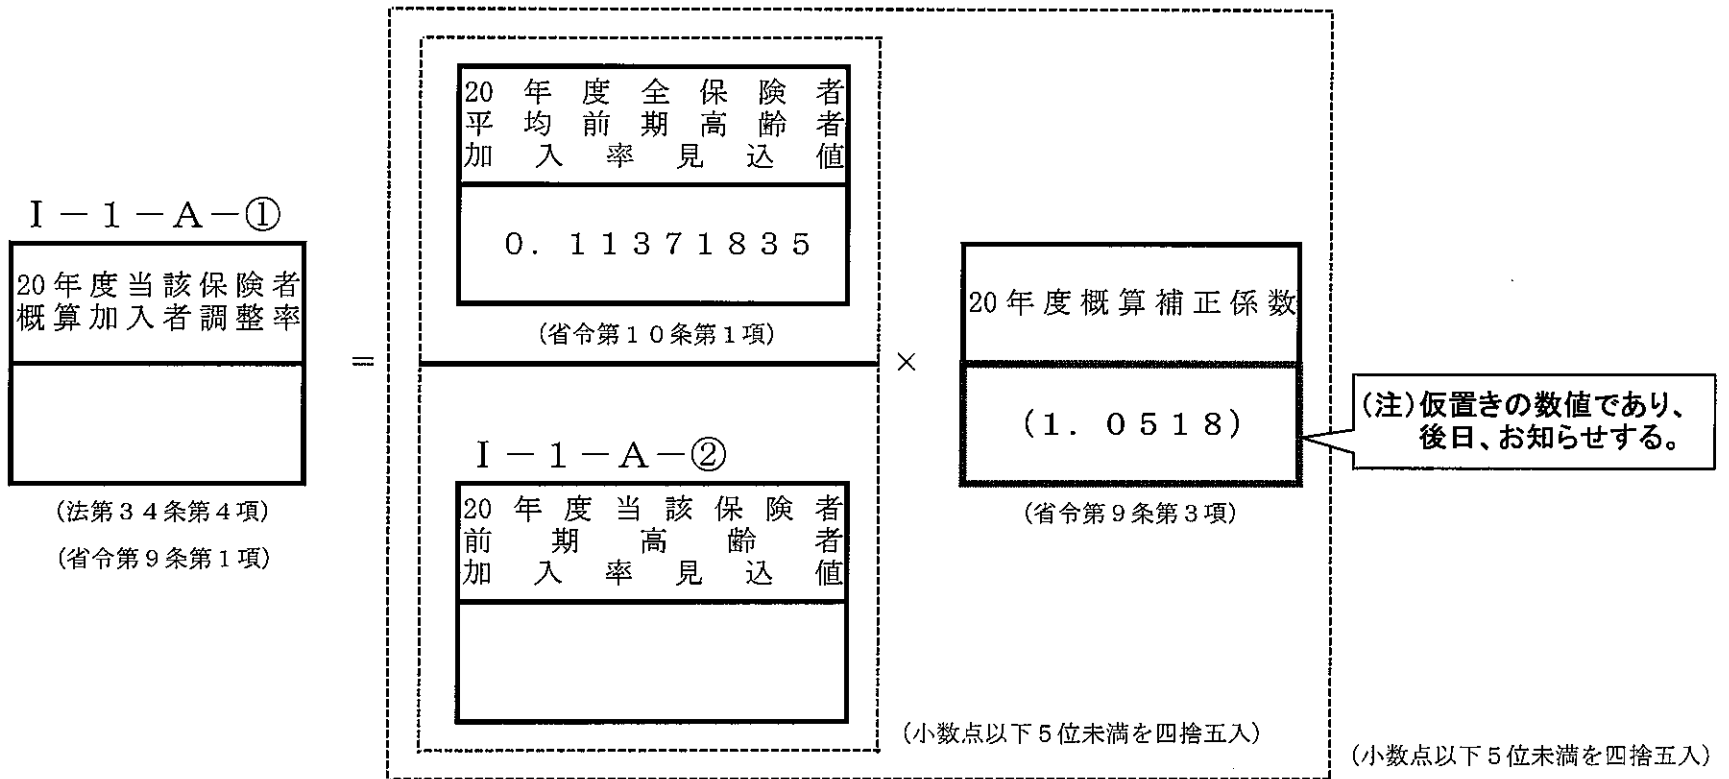 Ⅰ－１－Ａ－①
20年度当該保険者
概算加入者調整率
(法第３４条第４項)
(省令第９条第１項)
＝
20年度全保険者
平均前期高齢者
加入率見込値
０．１１３７１８３５
(省令第１０条第１項)
Ⅰ－１－Ａ－②
20年度当該保険者
前期高齢者
加入率見込値
×
20年度概算補正係数
(１．０５１８)
(省令第９条第３項)
(注)仮置きの数値であり、
後日、お知らせする。
(小数点以下５位未満を四捨五入)
(小数点以下５位未満を四捨五入)